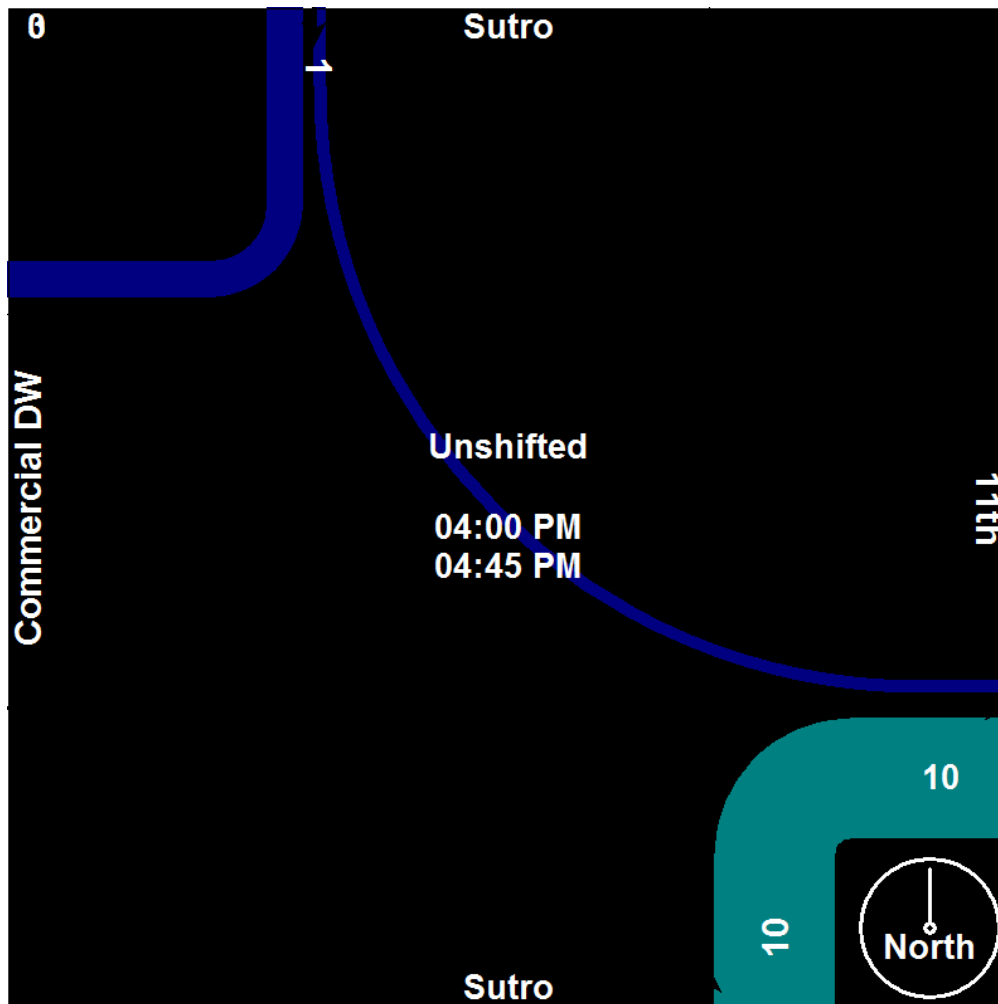 0
Sutro
1
Commercial DW
Unshifted
11th
04:00 PM
04:45 PM
10
10
North
Sutro